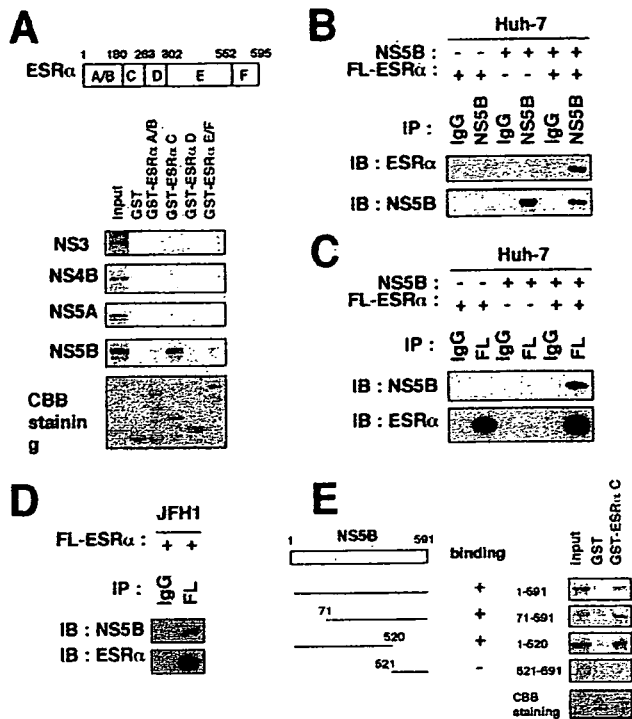 A
1 180 263 302 552 595
ESRα A/B C D E F
Input
GST
GST-ESRα A/B
GST-ESRα C
GST-ESRα D
GST-ESRα E/F
NS3
NS4B
NS5A
NS5B
CBB
stainin
g
B
Huh-7
NS5B : - - + + + +
FL-ESRα : + + - - + +
IP : IgG NS5B IgG NS5B IgG NS5B
IB : ESRα
IB : NS5B
C
Huh-7
NS5B : - - + + + +
FL-ESRα : + + - - + +
IP : IgG FL IgG FL IgG FL
IB : NS5B
IB : ESRα
D
JFH1
FL-ESRα : + +
IP : IgG FL
IB : NS5B
IB : ESRα
E
1 NS5B 591
binding
Input
GST
GST-ESRα C
+ 1-591
71 + 71-591
520 + 1-520
521 - 521-591
CBB
staining